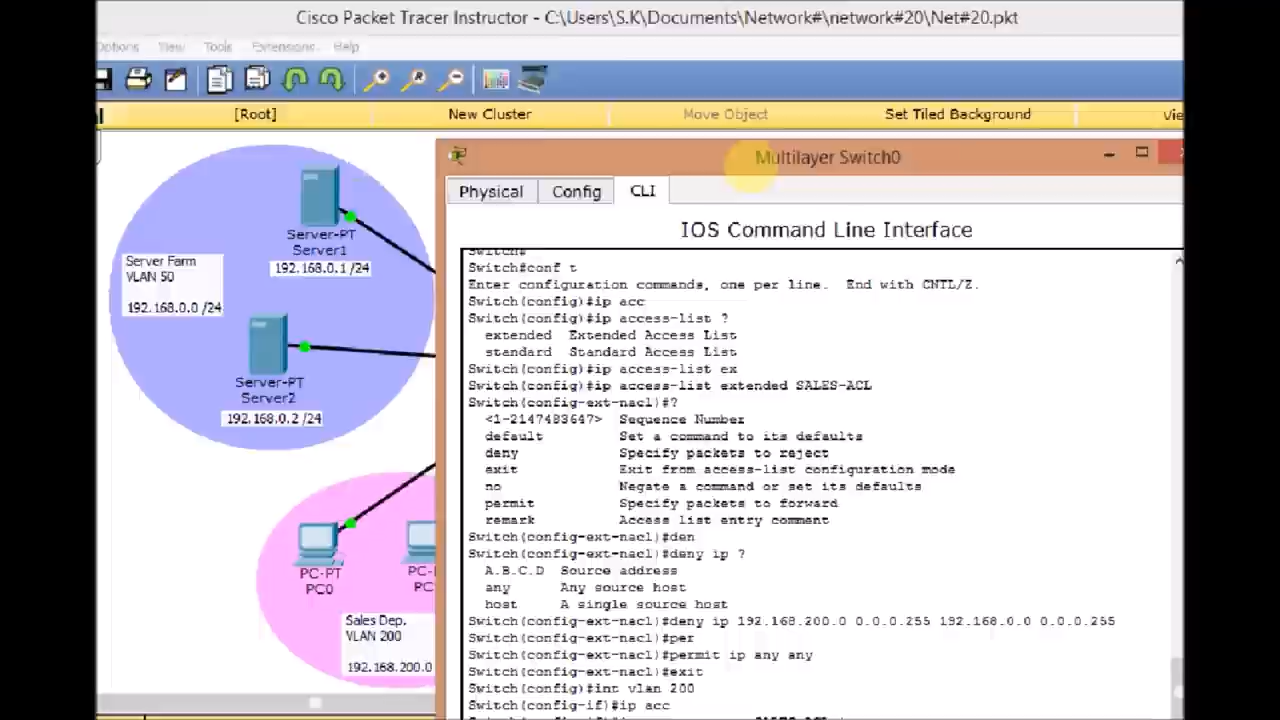 Cisco Packet Tracer Instructor - C:\Users\S.K\Documents\Network#\network#20\Net#20.pkt
Options View Tools Extensions Help
[Root] New Cluster Move Object Set Tiled Background
Multilayer Switch0
Physical Config CLI
IOS Command Line Interface
Server-PT
Server1
192.168.0.1 /24
Server Farm
VLAN 50
192.168.0.0 /24
Server-PT
Server2
192.168.0.2 /24
PC-PT
PC0
Sales Dep.
VLAN 200
192.168.200.0
Switch#
Switch#conf t
Enter configuration commands, one per line. End with CNTL/Z.
Switch(config)#ip acc
Switch(config)#ip access-list ?
extended Extended Access List
standard Standard Access List
Switch(config)#ip access-list ex
Switch(config)#ip access-list extended SALES-ACL
Switch(config-ext-nacl)#?
<1-2147483647> Sequence Number
default Set a command to its defaults
deny Specify packets to reject
exit Exit from access-list configuration mode
no Negate a command or set its defaults
permit Specify packets to forward
remark Access list entry comment
Switch(config-ext-nacl)#den
Switch(config-ext-nacl)#deny ip ?
A.B.C.D Source address
any Any source host
host A single source host
Switch(config-ext-nacl)#deny ip 192.168.200.0 0.0.0.255 192.168.0.0 0.0.0.255
Switch(config-ext-nacl)#per
Switch(config-ext-nacl)#permit ip any any
Switch(config-ext-nacl)#exit
Switch(config)#int vlan 200
Switch(config-if)#ip acc